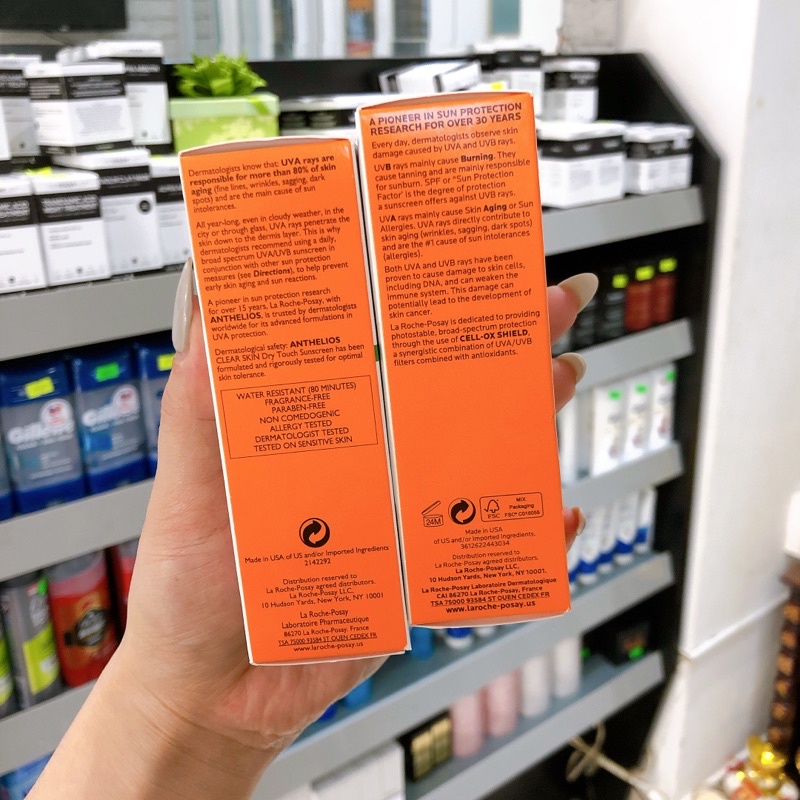 Dermatologists know that: UVA rays are
responsible for more than 80% of skin
aging (fine lines, wrinkles, sagging, dark
spots) and are the main cause of sun
intolerances.
All year-long, even in cloudy weather, in the
city or through glass, UVA rays penetrate the
skin down to the dermis layer. This is why
dermatologists recommend using a daily,
broad spectrum UVA/UVB sunscreen in
conjunction with other sun protection
measures (see Directions), to help prevent
early skin aging and sun reactions.
A pioneer in sun protection research
for over 15 years, La Roche-Posay, with
ANTHELIOS, is trusted by dermatologists
worldwide for its advanced formulations in
UVA protection.
Dermatological safety: ANTHELIOS
CLEAR SKIN Dry Touch Sunscreen has been
formulated and rigorously tested for optimal
skin tolerance.
WATER RESISTANT (80 MINUTES)
FRAGRANCE-FREE
PARABEN-FREE
NON COMEDOGENIC
ALLERGY TESTED
DERMATOLOGIST TESTED
TESTED ON SENSITIVE SKIN
Made in USA of US and/or Imported Ingredients
2142292
Distribution reserved to
La Roche-Posay agreed distributors.
La Roche-Posay LLC,
10 Hudson Yards, New York, NY 10001
La Roche-Posay
Laboratoire Pharmaceutique
86270 La Roche-Posay. France
TSA 75000 93584 ST OUEN CEDEX FR
www.laroche-posay.us
A PIONEER IN SUN PROTECTION
RESEARCH FOR OVER 30 YEARS
Every day, dermatologists observe skin
damage caused by UVA and UVB rays.
UVB rays mainly cause Burning. They
cause tanning and are mainly responsible
for sunburn. SPF or "Sun Protection
Factor' is the degree of protection
a sunscreen offers against UVB rays.
UVA rays mainly cause Skin Aging or Sun
Allergies. UVA rays directly contribute to
skin aging (wrinkles, sagging, dark spots)
and are the #1 cause of sun intolerances
(allergies).
Both UVA and UVB rays have been
proven to cause damage to skin cells,
including DNA, and can weaken the
immune system. This damage can
potentially lead to the development of
skin cancer.
La Roche-Posay is dedicated to providing
photostable, broad-spectrum protection
through the use of CELL-OX SHIELD,
a synergistic combination of UVA/UVB
filters combined with antioxidants.
24M
FSC
MIX
Packaging
FSC® C018056
Made in USA
of US and/or Imported Ingredients
3612622443034
Distribution reserved to
La Roche-Posay agreed distributors.
La Roche-Posay LLC,
10 Hudson Yards, New York, NY 10001.
La Roche-Posay Laboratoire Dermatologique
CAI 86270 La Roche-Posay France
TSA 75000 93584 ST OUEN CEDEX FR
www.laroche-posay.us
Gillette